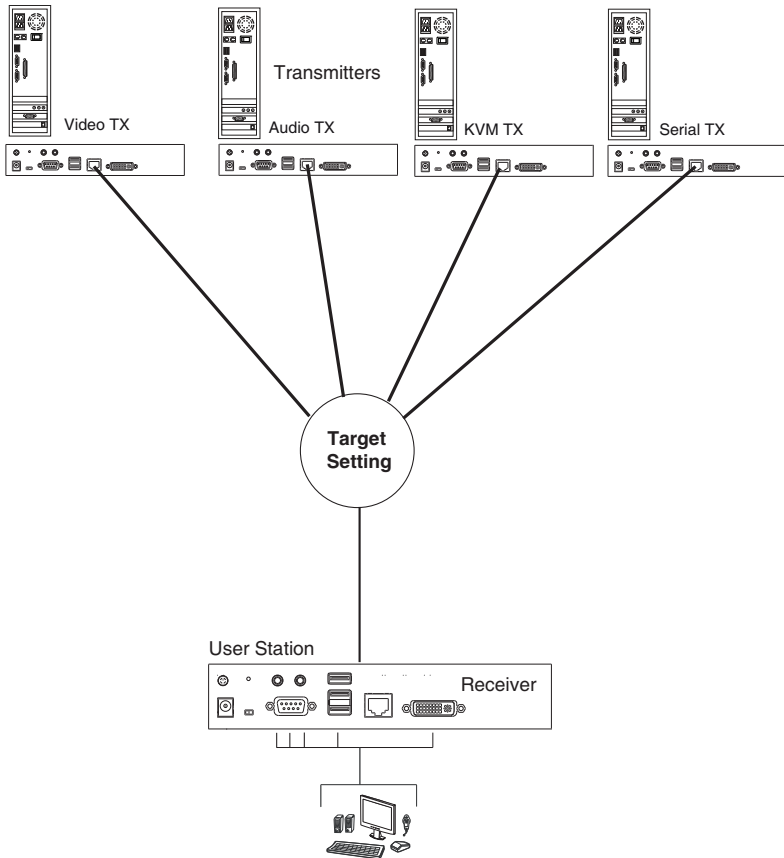 Transmitters
Video TX
Audio TX
KVM TX
Serial TX
Target
Setting
User Station
Receiver